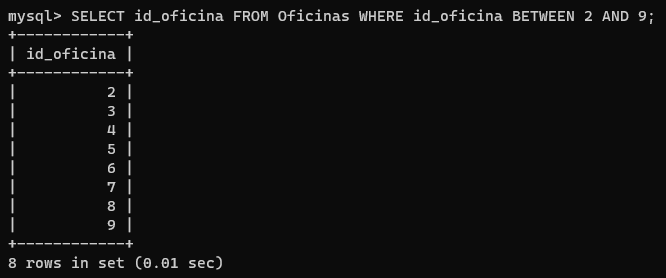 mysql> SELECT id_oficina FROM Oficinas WHERE id_oficina BETWEEN 2 AND 9;
+------------+
| id_oficina |
+------------+
|          2 |
|          3 |
|          4 |
|          5 |
|          6 |
|          7 |
|          8 |
|          9 |
+------------+
8 rows in set (0.01 sec)